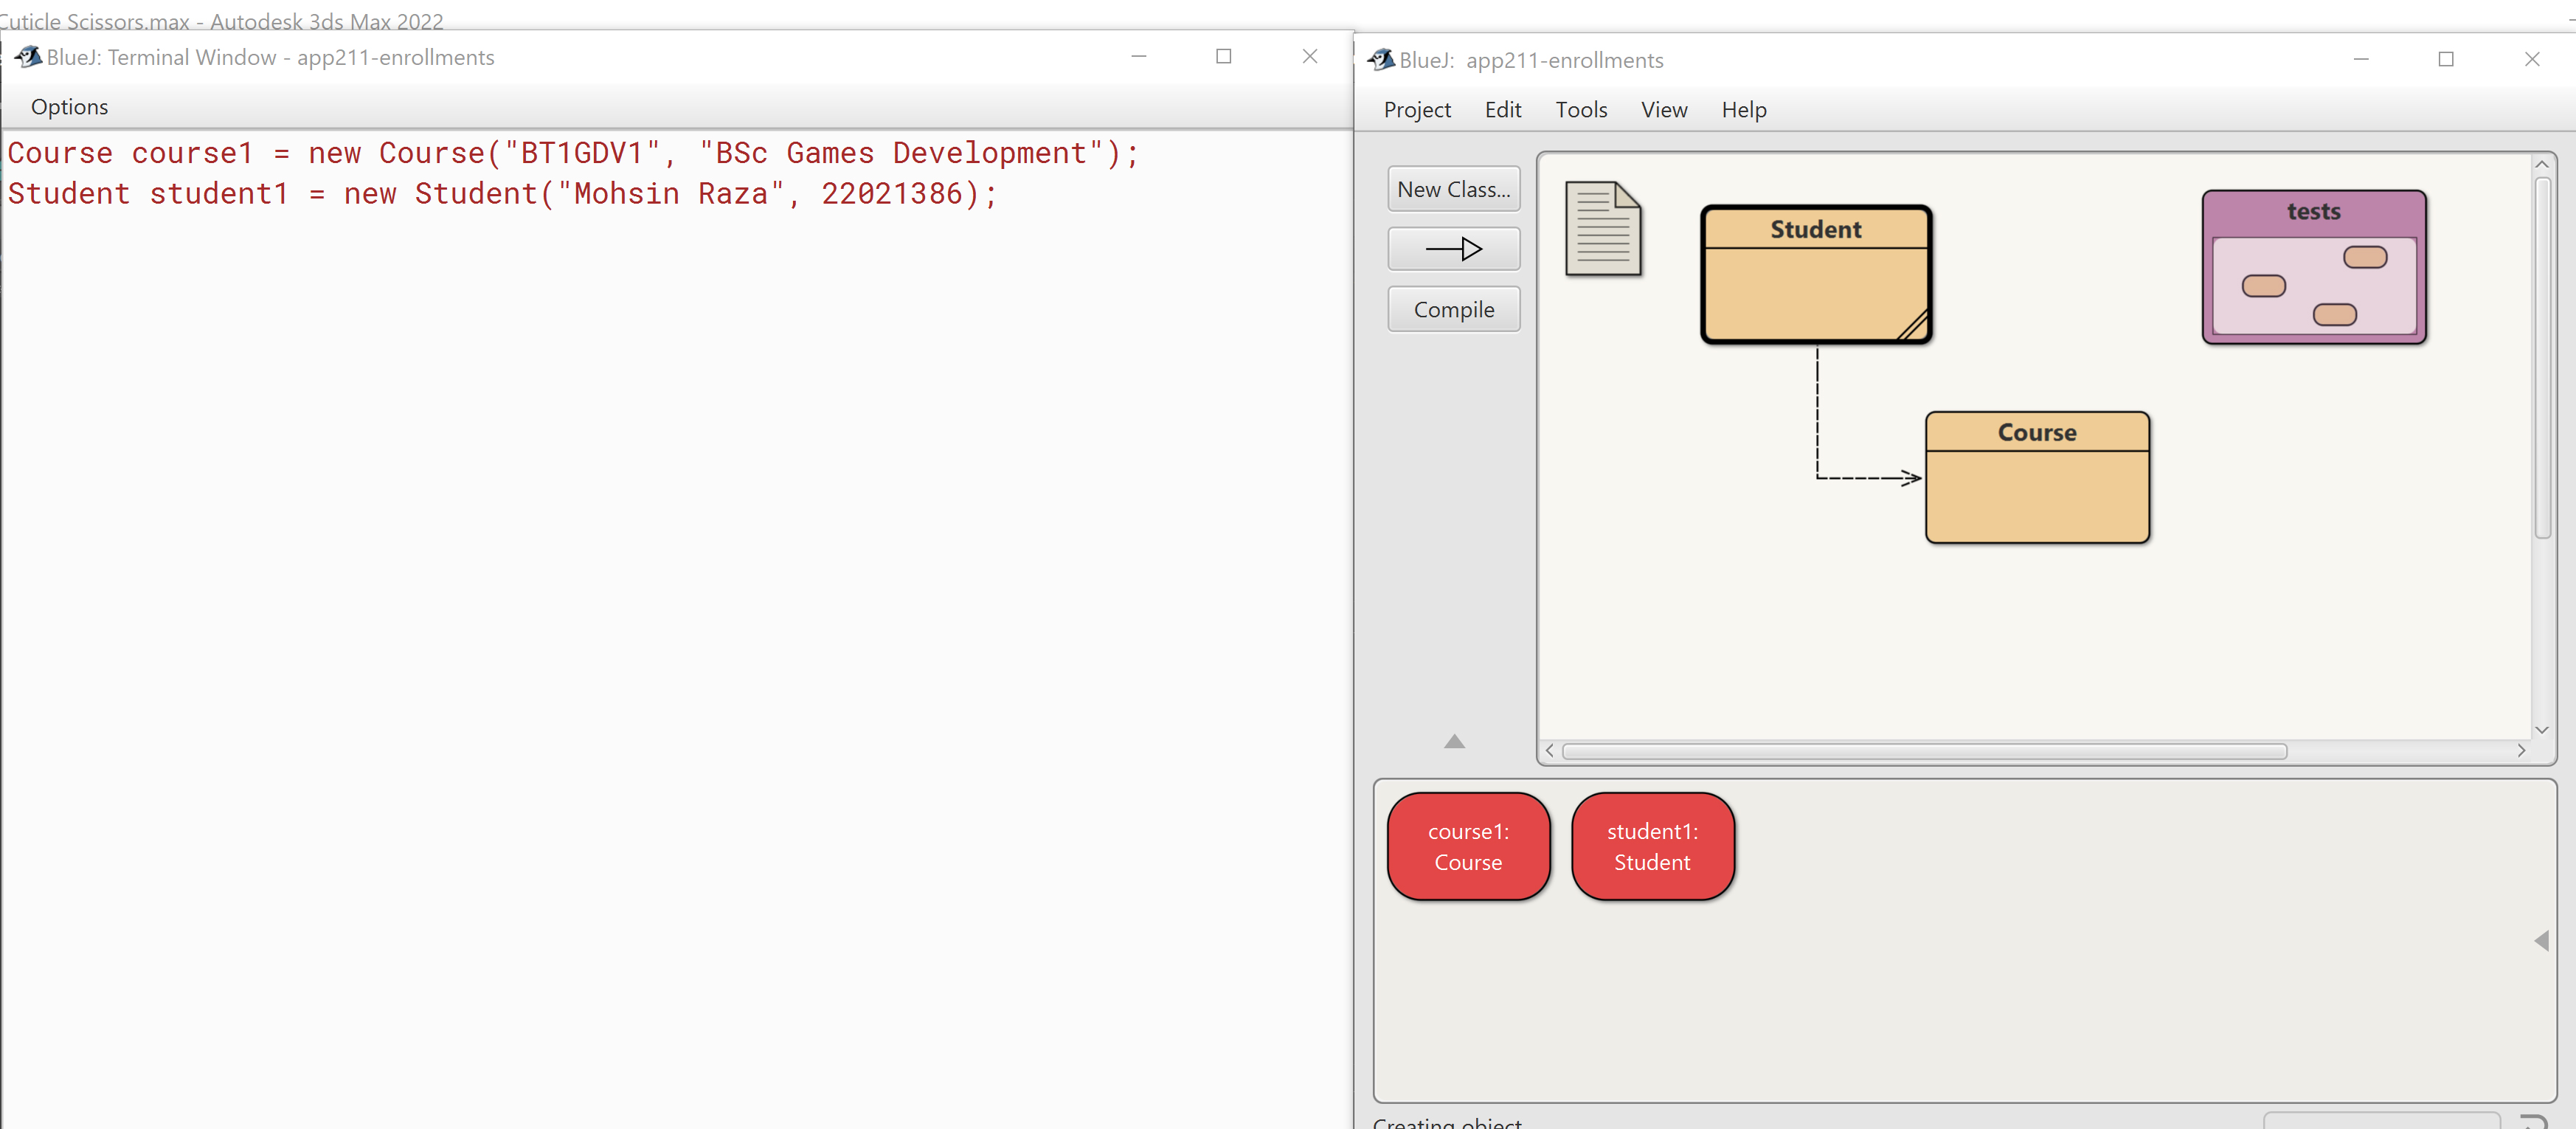 Cuticle Scissors.max - Autodesk 3ds Max 2022
BlueJ: Terminal Window - app211-enrollments
Options
Course course1 = new Course("BT1GDV1", "BSc Games Development");
Student student1 = new Student("Mohsin Raza", 22021386);
BlueJ: app211-enrollments
Project Edit Tools View Help
New Class...
Compile
Student
tests
Course
course1:
Course
student1:
Student
Creating object